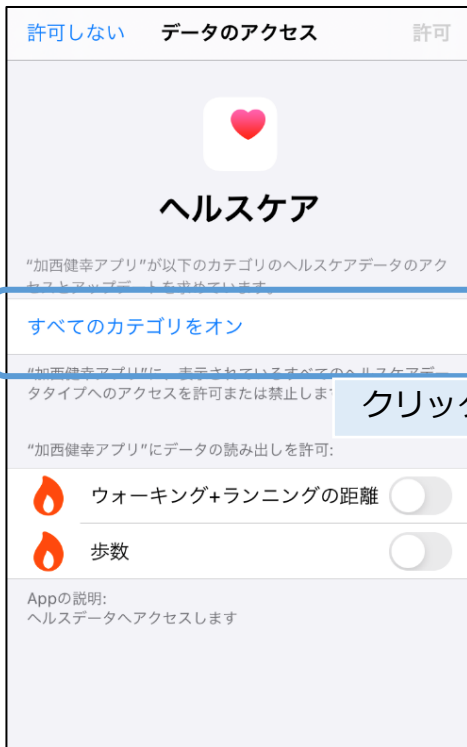 許可しない データのアクセス 許可
ヘルスケア
“加西健幸アプリ”が以下のカテゴリのヘルスケアデータのアク
セスとアップデートを求めています。
すべてのカテゴリをオン
“加西健幸アプリ”に、表示されているすべてのヘルスケアデー
タタイプへのアクセスを許可または禁止しま
クリック
“加西健幸アプリ”にデータの読み出しを許可:
ウォーキング+ランニングの距離
歩数
Appの説明:
ヘルスデータへアクセスします